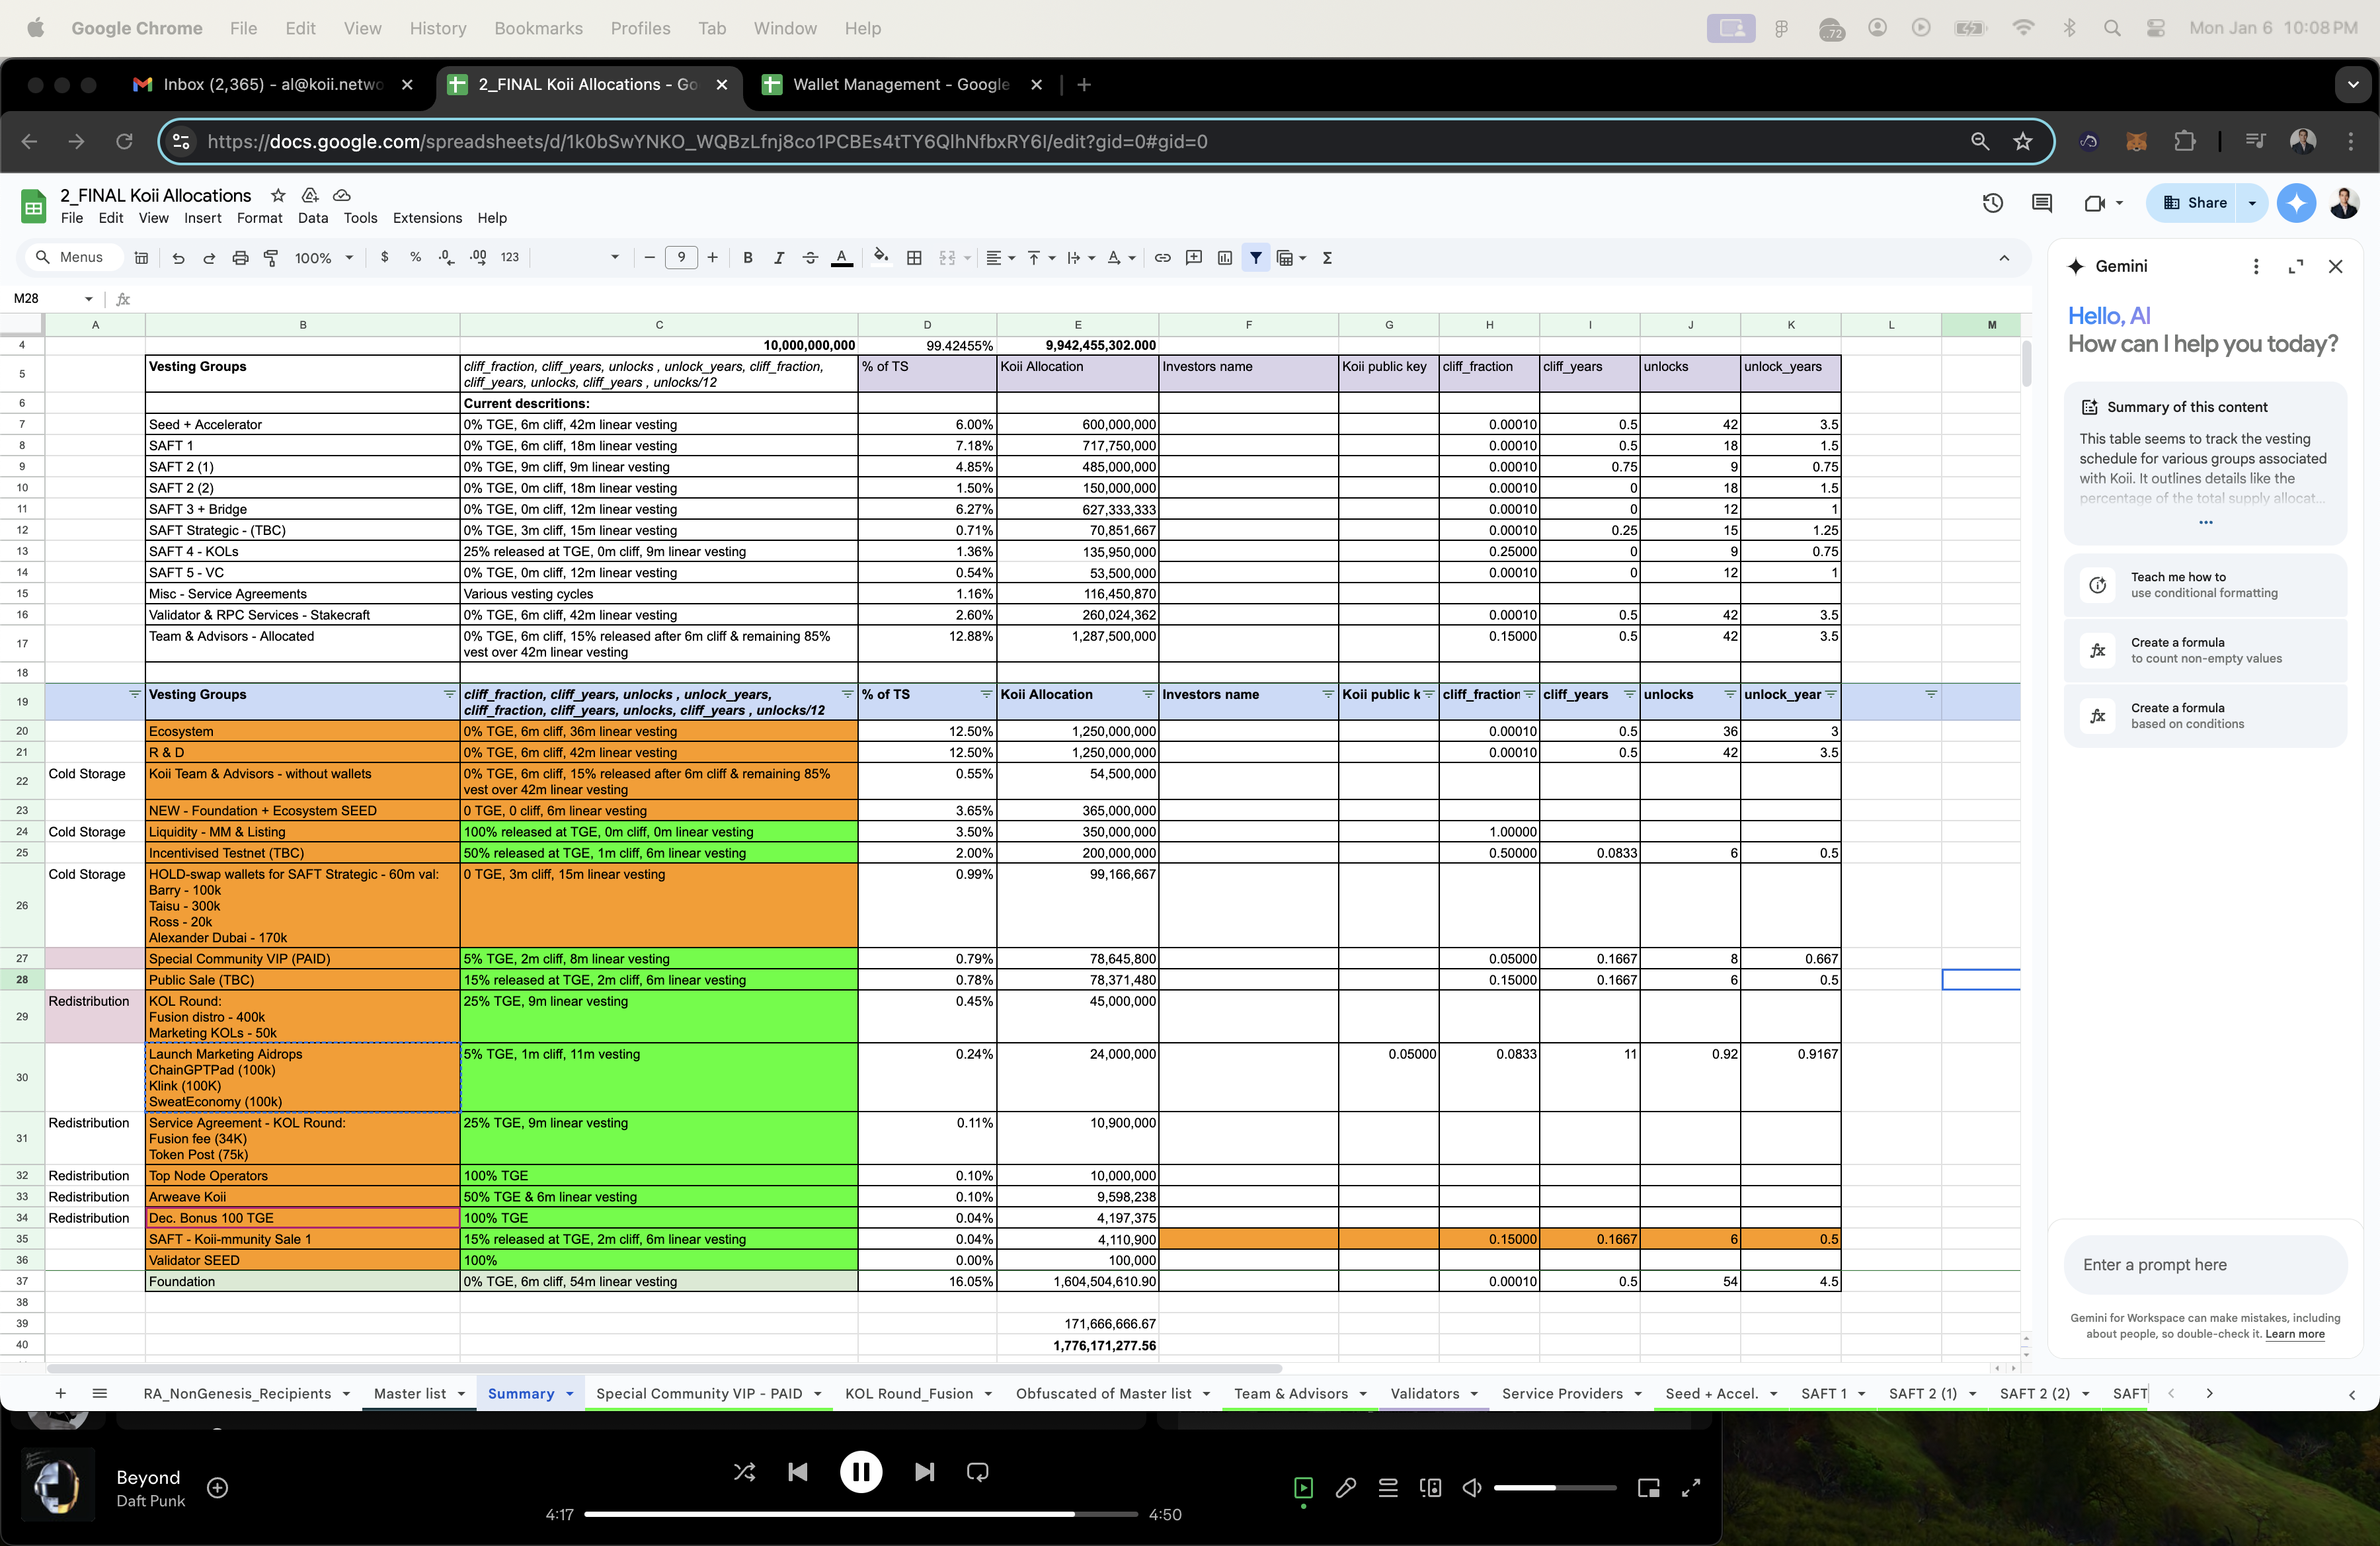 Google Chrome File Edit View History Bookmarks Profiles Tab Window Help ..72 Mon Jan 6 10:08 PM
Inbox (2,365) - al@koii.netwo 2_FINAL Koii Allocations - Go Wallet Management - Google
https://docs.google.com/spreadsheets/d/1k0bSwYNKO_WQBzLfnj8co1PCBEs4tTY6QlhNfbxRY6I/edit?gid=0#gid=0
2_FINAL Koii Allocations
File Edit View Insert Format Data Tools Extensions Help
Share
Menus 100% $ % .0 .00 123 9 B I S A Σ
M28 fx
A B C D E F G H I J K L M
4 10,000,000,000 99.42455% 9,942,455,302.000
5 Vesting Groups cliff_fraction, cliff_years, unlocks , unlock_years, cliff_fraction, % of TS Koii Allocation Investors name Koii public key cliff_fraction cliff_years unlocks unlock_years
cliff_years, unlocks, cliff_years , unlocks/12
6 Current descritions:
7 Seed + Accelerator 0% TGE, 6m cliff, 42m linear vesting 6.00% 600,000,000 0.00010 0.5 42 3.5
8 SAFT 1 0% TGE, 6m cliff, 18m linear vesting 7.18% 717,750,000 0.00010 0.5 18 1.5
9 SAFT 2 (1) 0% TGE, 9m cliff, 9m linear vesting 4.85% 485,000,000 0.00010 0.75 9 0.75
10 SAFT 2 (2) 0% TGE, 0m cliff, 18m linear vesting 1.50% 150,000,000 0.00010 0 18 1.5
11 SAFT 3 + Bridge 0% TGE, 0m cliff, 12m linear vesting 6.27% 627,333,333 0.00010 0 12 1
12 SAFT Strategic - (TBC) 0% TGE, 3m cliff, 15m linear vesting 0.71% 70,851,667 0.00010 0.25 15 1.25
13 SAFT 4 - KOLs 25% released at TGE, 0m cliff, 9m linear vesting 1.36% 135,950,000 0.25000 0 9 0.75
14 SAFT 5 - VC 0% TGE, 0m cliff, 12m linear vesting 0.54% 53,500,000 0.00010 0 12 1
15 Misc - Service Agreements Various vesting cycles 1.16% 116,450,870
16 Validator & RPC Services - Stakecraft 0% TGE, 6m cliff, 42m linear vesting 2.60% 260,024,362 0.00010 0.5 42 3.5
17 Team & Advisors - Allocated 0% TGE, 6m cliff, 15% released after 6m cliff & remaining 85% 12.88% 1,287,500,000 0.15000 0.5 42 3.5
vest over 42m linear vesting
18
19 Vesting Groups cliff_fraction, cliff_years, unlocks , unlock_years, % of TS Koii Allocation Investors name Koii public k cliff_fraction cliff_years unlocks unlock_year
cliff_fraction, cliff_years, unlocks, cliff_years , unlocks/12
20 Ecosystem 0% TGE, 6m cliff, 36m linear vesting 12.50% 1,250,000,000 0.00010 0.5 36 3
21 R & D 0% TGE, 6m cliff, 42m linear vesting 12.50% 1,250,000,000 0.00010 0.5 42 3.5
22 Cold Storage Koii Team & Advisors - without wallets 0% TGE, 6m cliff, 15% released after 6m cliff & remaining 85% 0.55% 54,500,000
vest over 42m linear vesting
23 NEW - Foundation + Ecosystem SEED 0 TGE, 0 cliff, 6m linear vesting 3.65% 365,000,000
24 Cold Storage Liquidity - MM & Listing 100% released at TGE, 0m cliff, 0m linear vesting 3.50% 350,000,000 1.00000
25 Incentivised Testnet (TBC) 50% released at TGE, 1m cliff, 6m linear vesting 2.00% 200,000,000 0.50000 0.0833 6 0.5
26 Cold Storage HOLD-swap wallets for SAFT Strategic - 60m val: 0 TGE, 3m cliff, 15m linear vesting 0.99% 99,166,667
Barry - 100k
Taisu - 300k
Ross - 20k
Alexander Dubai - 170k
27 Special Community VIP (PAID) 5% TGE, 2m cliff, 8m linear vesting 0.79% 78,645,800 0.05000 0.1667 8 0.667
28 Public Sale (TBC) 15% released at TGE, 2m cliff, 6m linear vesting 0.78% 78,371,480 0.15000 0.1667 6 0.5
29 Redistribution KOL Round: 25% TGE, 9m linear vesting 0.45% 45,000,000
Fusion distro - 400k
Marketing KOLs - 50k
30 Launch Marketing Aidrops 5% TGE, 1m cliff, 11m vesting 0.24% 24,000,000 0.05000 0.0833 11 0.92 0.9167
ChainGPTPad (100k)
Klink (100K)
SweatEconomy (100k)
31 Redistribution Service Agreement - KOL Round: 25% TGE, 9m linear vesting 0.11% 10,900,000
Fusion fee (34K)
Token Post (75k)
32 Redistribution Top Node Operators 100% TGE 0.10% 10,000,000
33 Redistribution Arweave Koii 50% TGE & 6m linear vesting 0.10% 9,598,238
34 Redistribution Dec. Bonus 100 TGE 100% TGE 0.04% 4,197,375
35 SAFT - Koii-mmunity Sale 1 15% released at TGE, 2m cliff, 6m linear vesting 0.04% 4,110,900 0.15000 0.1667 6 0.5
36 Validator SEED 100% 0.00% 100,000
37 Foundation 0% TGE, 6m cliff, 54m linear vesting 16.05% 1,604,504,610.90 0.00010 0.5 54 4.5
38
39 171,666,666.67
40 1,776,171,277.56
RA_NonGenesis_Recipients Master list Summary Special Community VIP - PAID KOL Round_Fusion Obfuscated of Master list Team & Advisors Validators Service Providers Seed + Accel. SAFT 1 SAFT 2 (1) SAFT 2 (2) SAFT
Gemini
Hello, Al
How can I help you today?
Summary of this content
This table seems to track the vesting
schedule for various groups associated
with Koii. It outlines details like the
percentage of the total supply allocat...
Teach me how to
use conditional formatting
fx Create a formula
to count non-empty values
fx Create a formula
based on conditions
Enter a prompt here
Gemini for Workspace can make mistakes, including
about people, so double-check it. Learn more
Beyond
Daft Punk
4:17 4:50